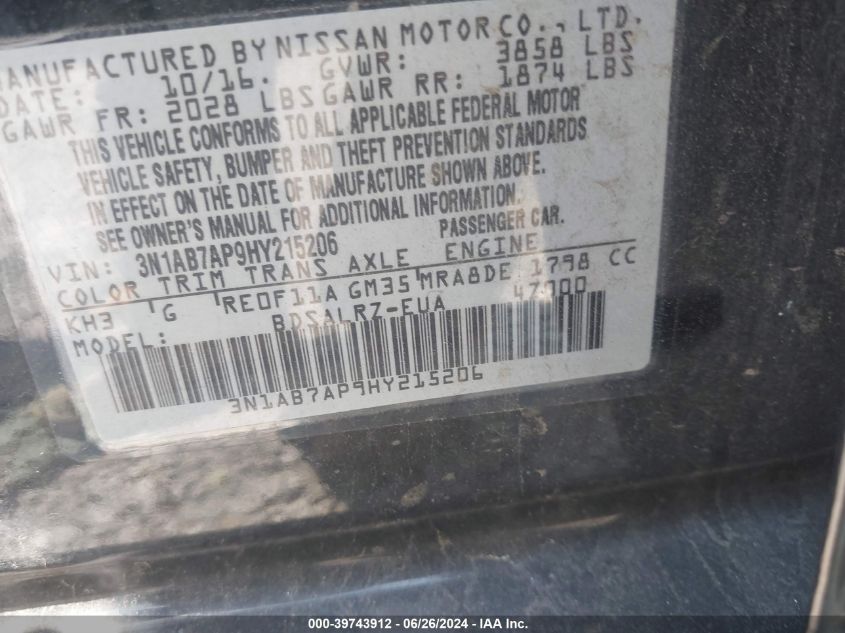 MANUFACTURED BY NISSAN MOTOR CO., LTD.
DATE: 10/16. GVWR: 3858 LBS
GAWR FR: 2028 LBS GAWR RR: 1874 LBS
THIS VEHICLE CONFORMS TO ALL APPLICABLE FEDERAL MOTOR
VEHICLE SAFETY, BUMPER AND THEFT PREVENTION STANDARDS
IN EFFECT ON THE DATE OF MANUFACTURE SHOWN ABOVE.
SEE OWNER'S MANUAL FOR ADDITIONAL INFORMATION.
VIN: 3N1AB7AP9HY215206 PASSENGER CAR.
COLOR TRIM TRANS AXLE ENGINE
KH3 G RE0F11A GM35 MRA8DE 1798 CC
MODEL: BDSALRZ-EUA 47000
3N1AB7AP9HY215206
000-39743912 - 06/26/2024 - IAA Inc.